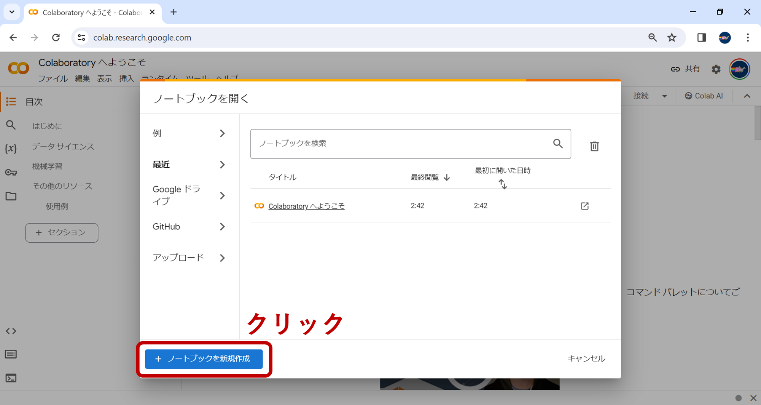 Colaboratory へようこそ - Colabo
colab.research.google.com
Colaboratory へようこそ
ファイル 編集 表示 挿入 ランタイム ツール ヘルプ
共有
目次
接続
Colab AI
はじめに
データ サイエンス
機械学習
その他のリソース
使用例
+ セクション
ノートブックを開く
例
最近
Google ドラ
イブ
GitHub
アップロード
ノートブックを検索
タイトル
最終閲覧
最初に開いた日時
Colaboratory へようこそ
2:42
2:42
コマンド パレットについてご
クリック
+ ノートブックを新規作成
キャンセル